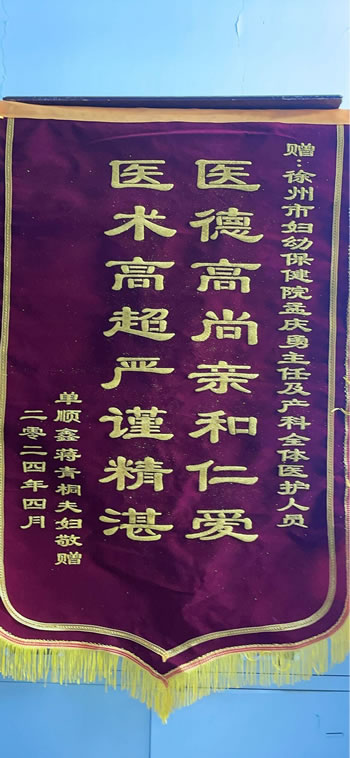 赠:徐州市妇幼保健院孟庆勇主任及产科全体医护人员
医德高尚亲和仁爱
医术高超严谨精湛
单顺鑫蒋青桐夫妇敬赠
二零二四年四月